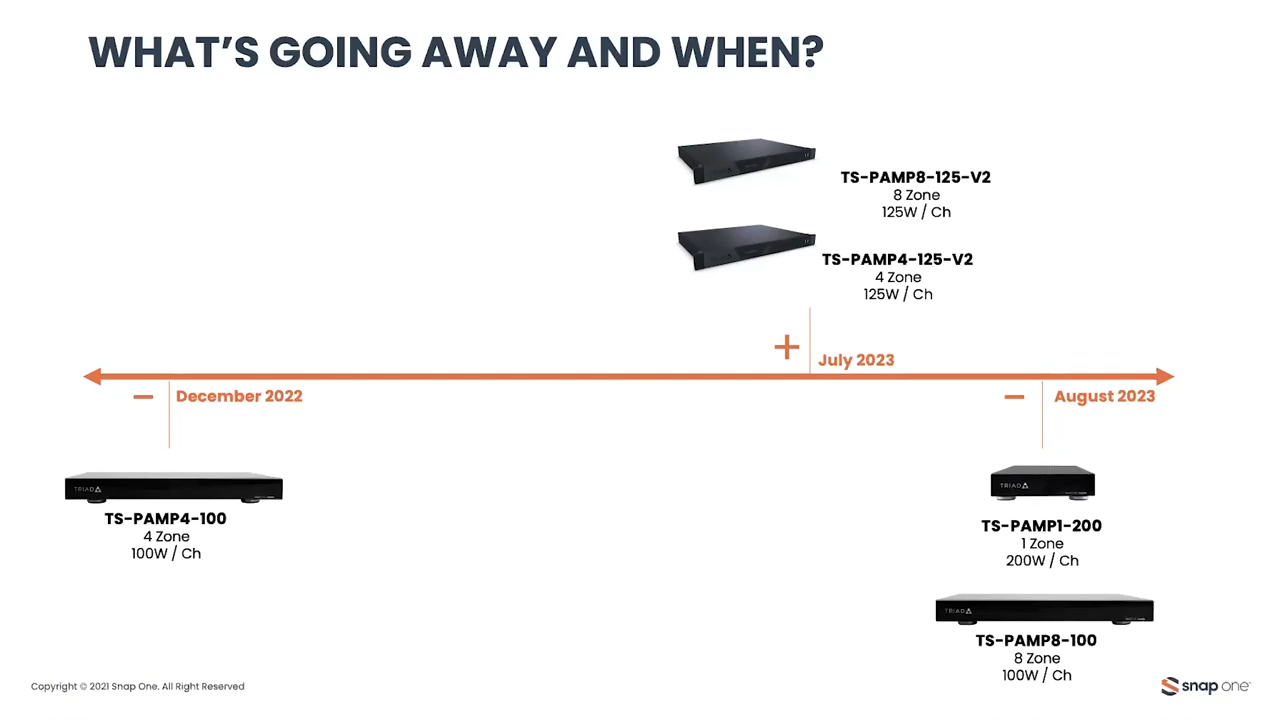 WHAT'S GOING AWAY AND WHEN?
TS-PAMP8-125-V2
8 Zone
125W / Ch
TS-PAMP4-125-V2
4 Zone
125W / Ch
+
July 2023
− December 2022
− August 2023
TRIAD
TS-PAMP4-100
4 Zone
100W / Ch
TRIAD
TS-PAMP1-200
1 Zone
200W / Ch
TRIAD
TS-PAMP8-100
8 Zone
100W / Ch
Copyright © 2021 Snap One. All Right Reserved
snap one